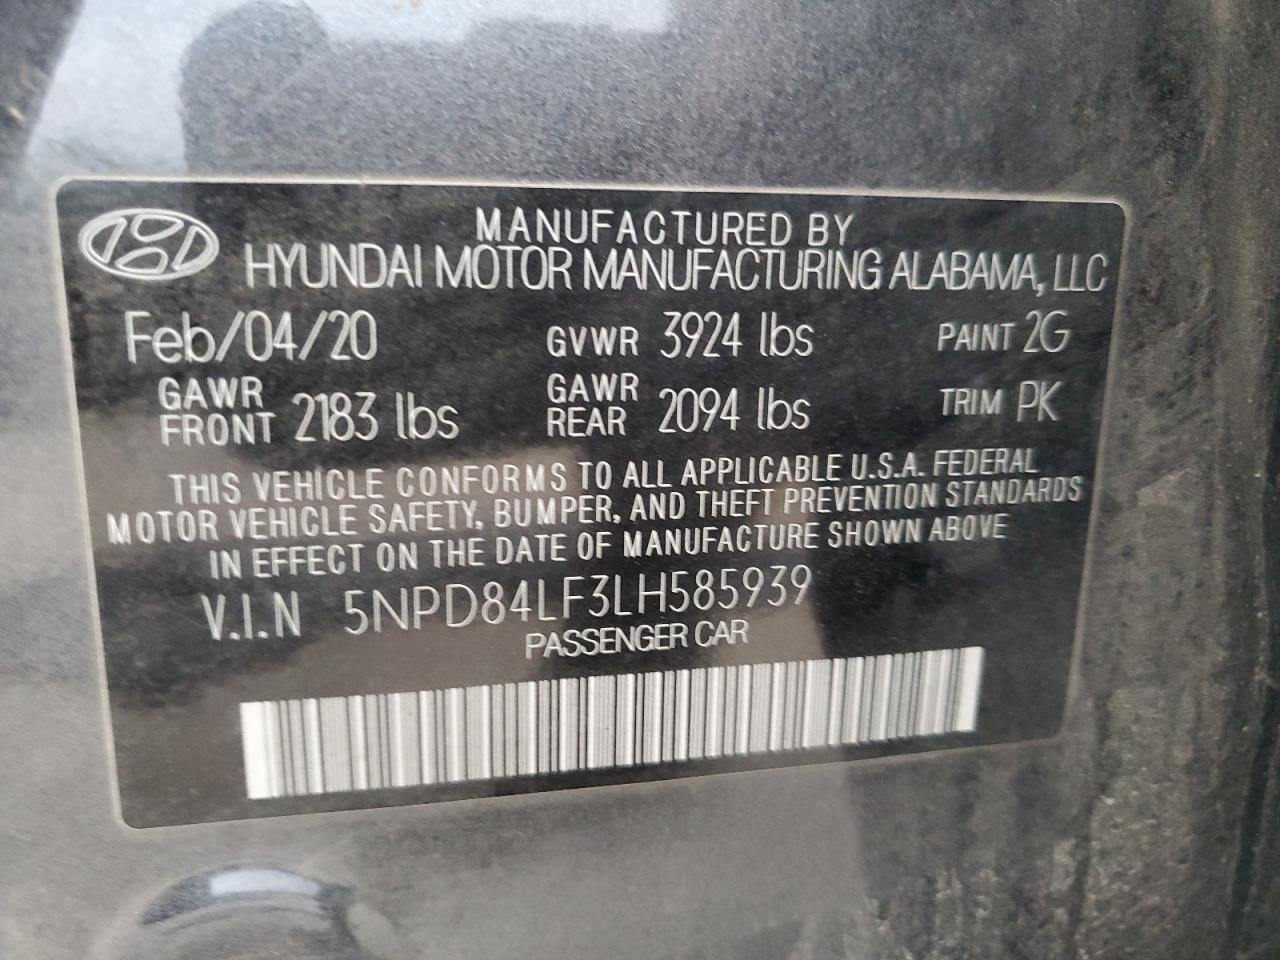 MANUFACTURED BY
HYUNDAI MOTOR MANUFACTURING ALABAMA, LLC
Feb/04/20 GVWR 3924 lbs PAINT 2G
GAWR FRONT 2183 lbs GAWR REAR 2094 lbs TRIM PK
THIS VEHICLE CONFORMS TO ALL APPLICABLE U.S.A. FEDERAL
MOTOR VEHICLE SAFETY, BUMPER, AND THEFT PREVENTION STANDARDS
IN EFFECT ON THE DATE OF MANUFACTURE SHOWN ABOVE
V.I.N 5NPD84LF3LH585939
PASSENGER CAR